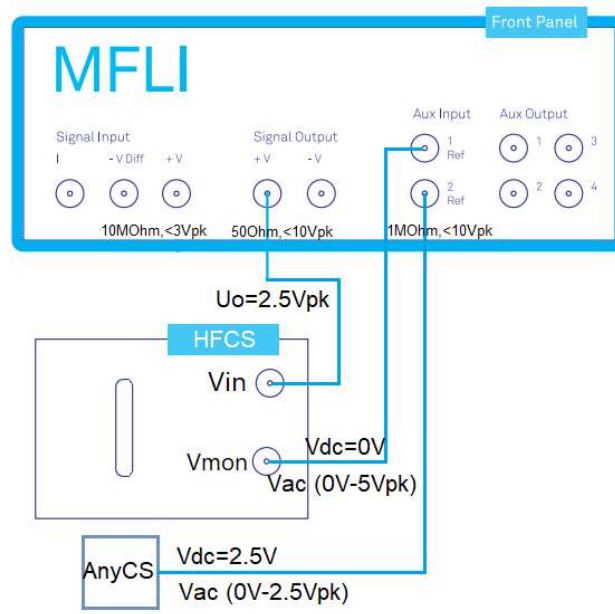 Front Panel
MFLI
Aux Input Aux Output
Signal Input Signal Output
1 Ref 1 3
I - V Diff + V + V - V
2 Ref 2 4
10MOhm,<3Vpk 50Ohm,<10Vpk 1MOhm,<10Vpk
Uo=2.5Vpk
HFCS
Vin
Vdc=0V
Vmon
Vac (0V-5Vpk)
Vdc=2.5V
AnyCS
Vac (0V-2.5Vpk)